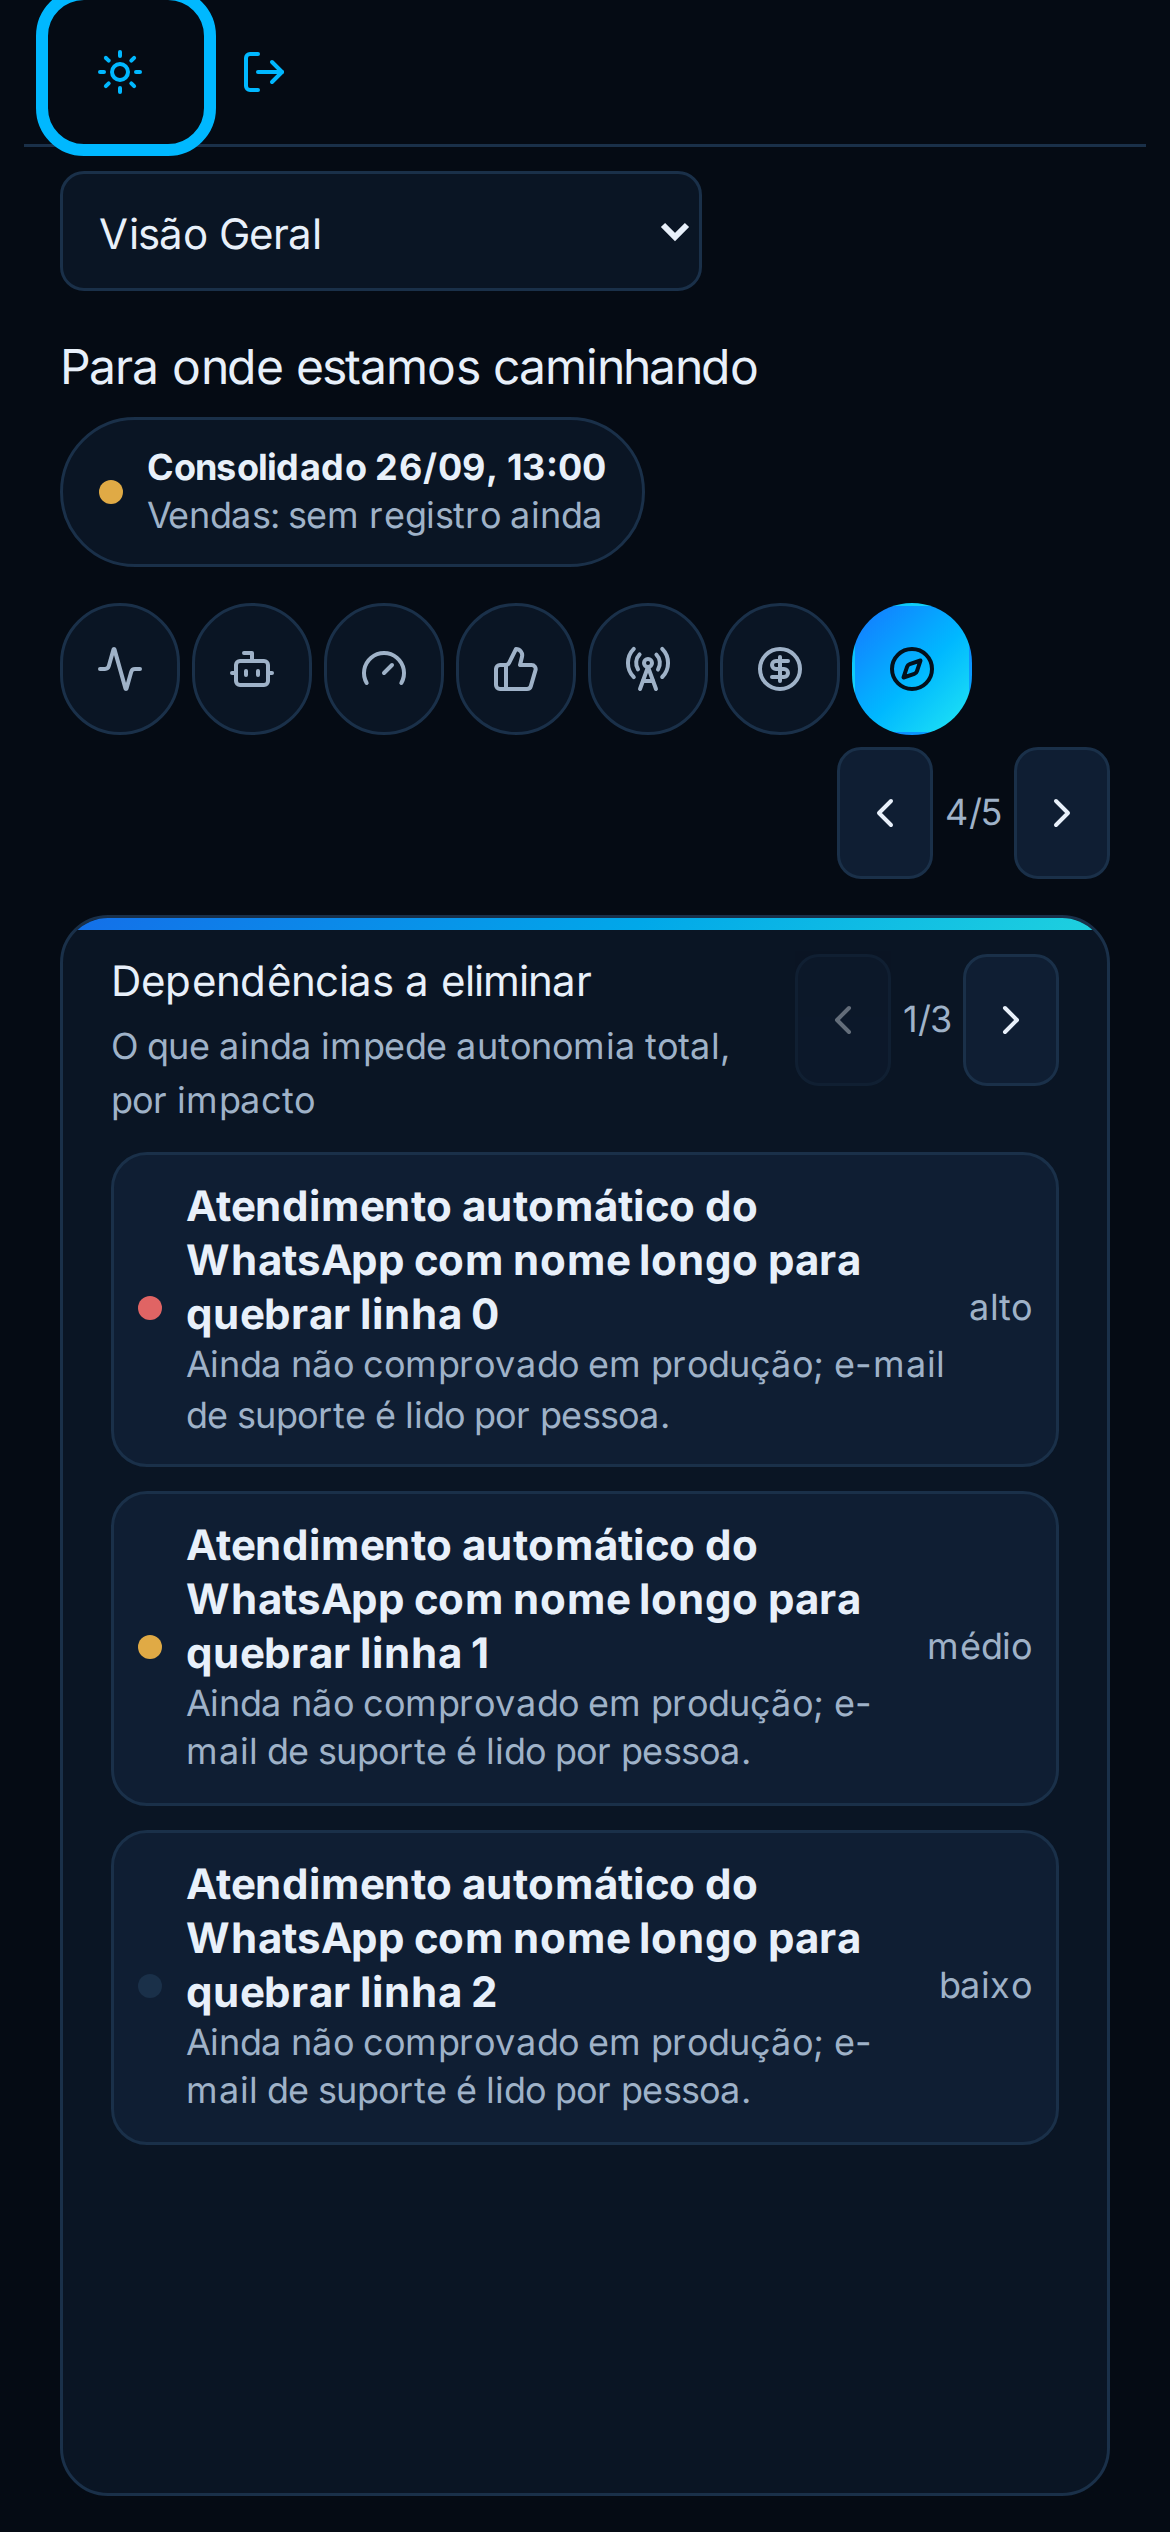 Visão Geral
Para onde estamos caminhando
Consolidado 26/09, 13:00
Vendas: sem registro ainda
4/5
Dependências a eliminar
1/3
O que ainda impede autonomia total,
por impacto
Atendimento automático do
WhatsApp com nome longo para
quebrar linha 0
alto
Ainda não comprovado em produção; e-mail
de suporte é lido por pessoa.
Atendimento automático do
WhatsApp com nome longo para
quebrar linha 1
médio
Ainda não comprovado em produção; e-
mail de suporte é lido por pessoa.
Atendimento automático do
WhatsApp com nome longo para
quebrar linha 2
baixo
Ainda não comprovado em produção; e-
mail de suporte é lido por pessoa.